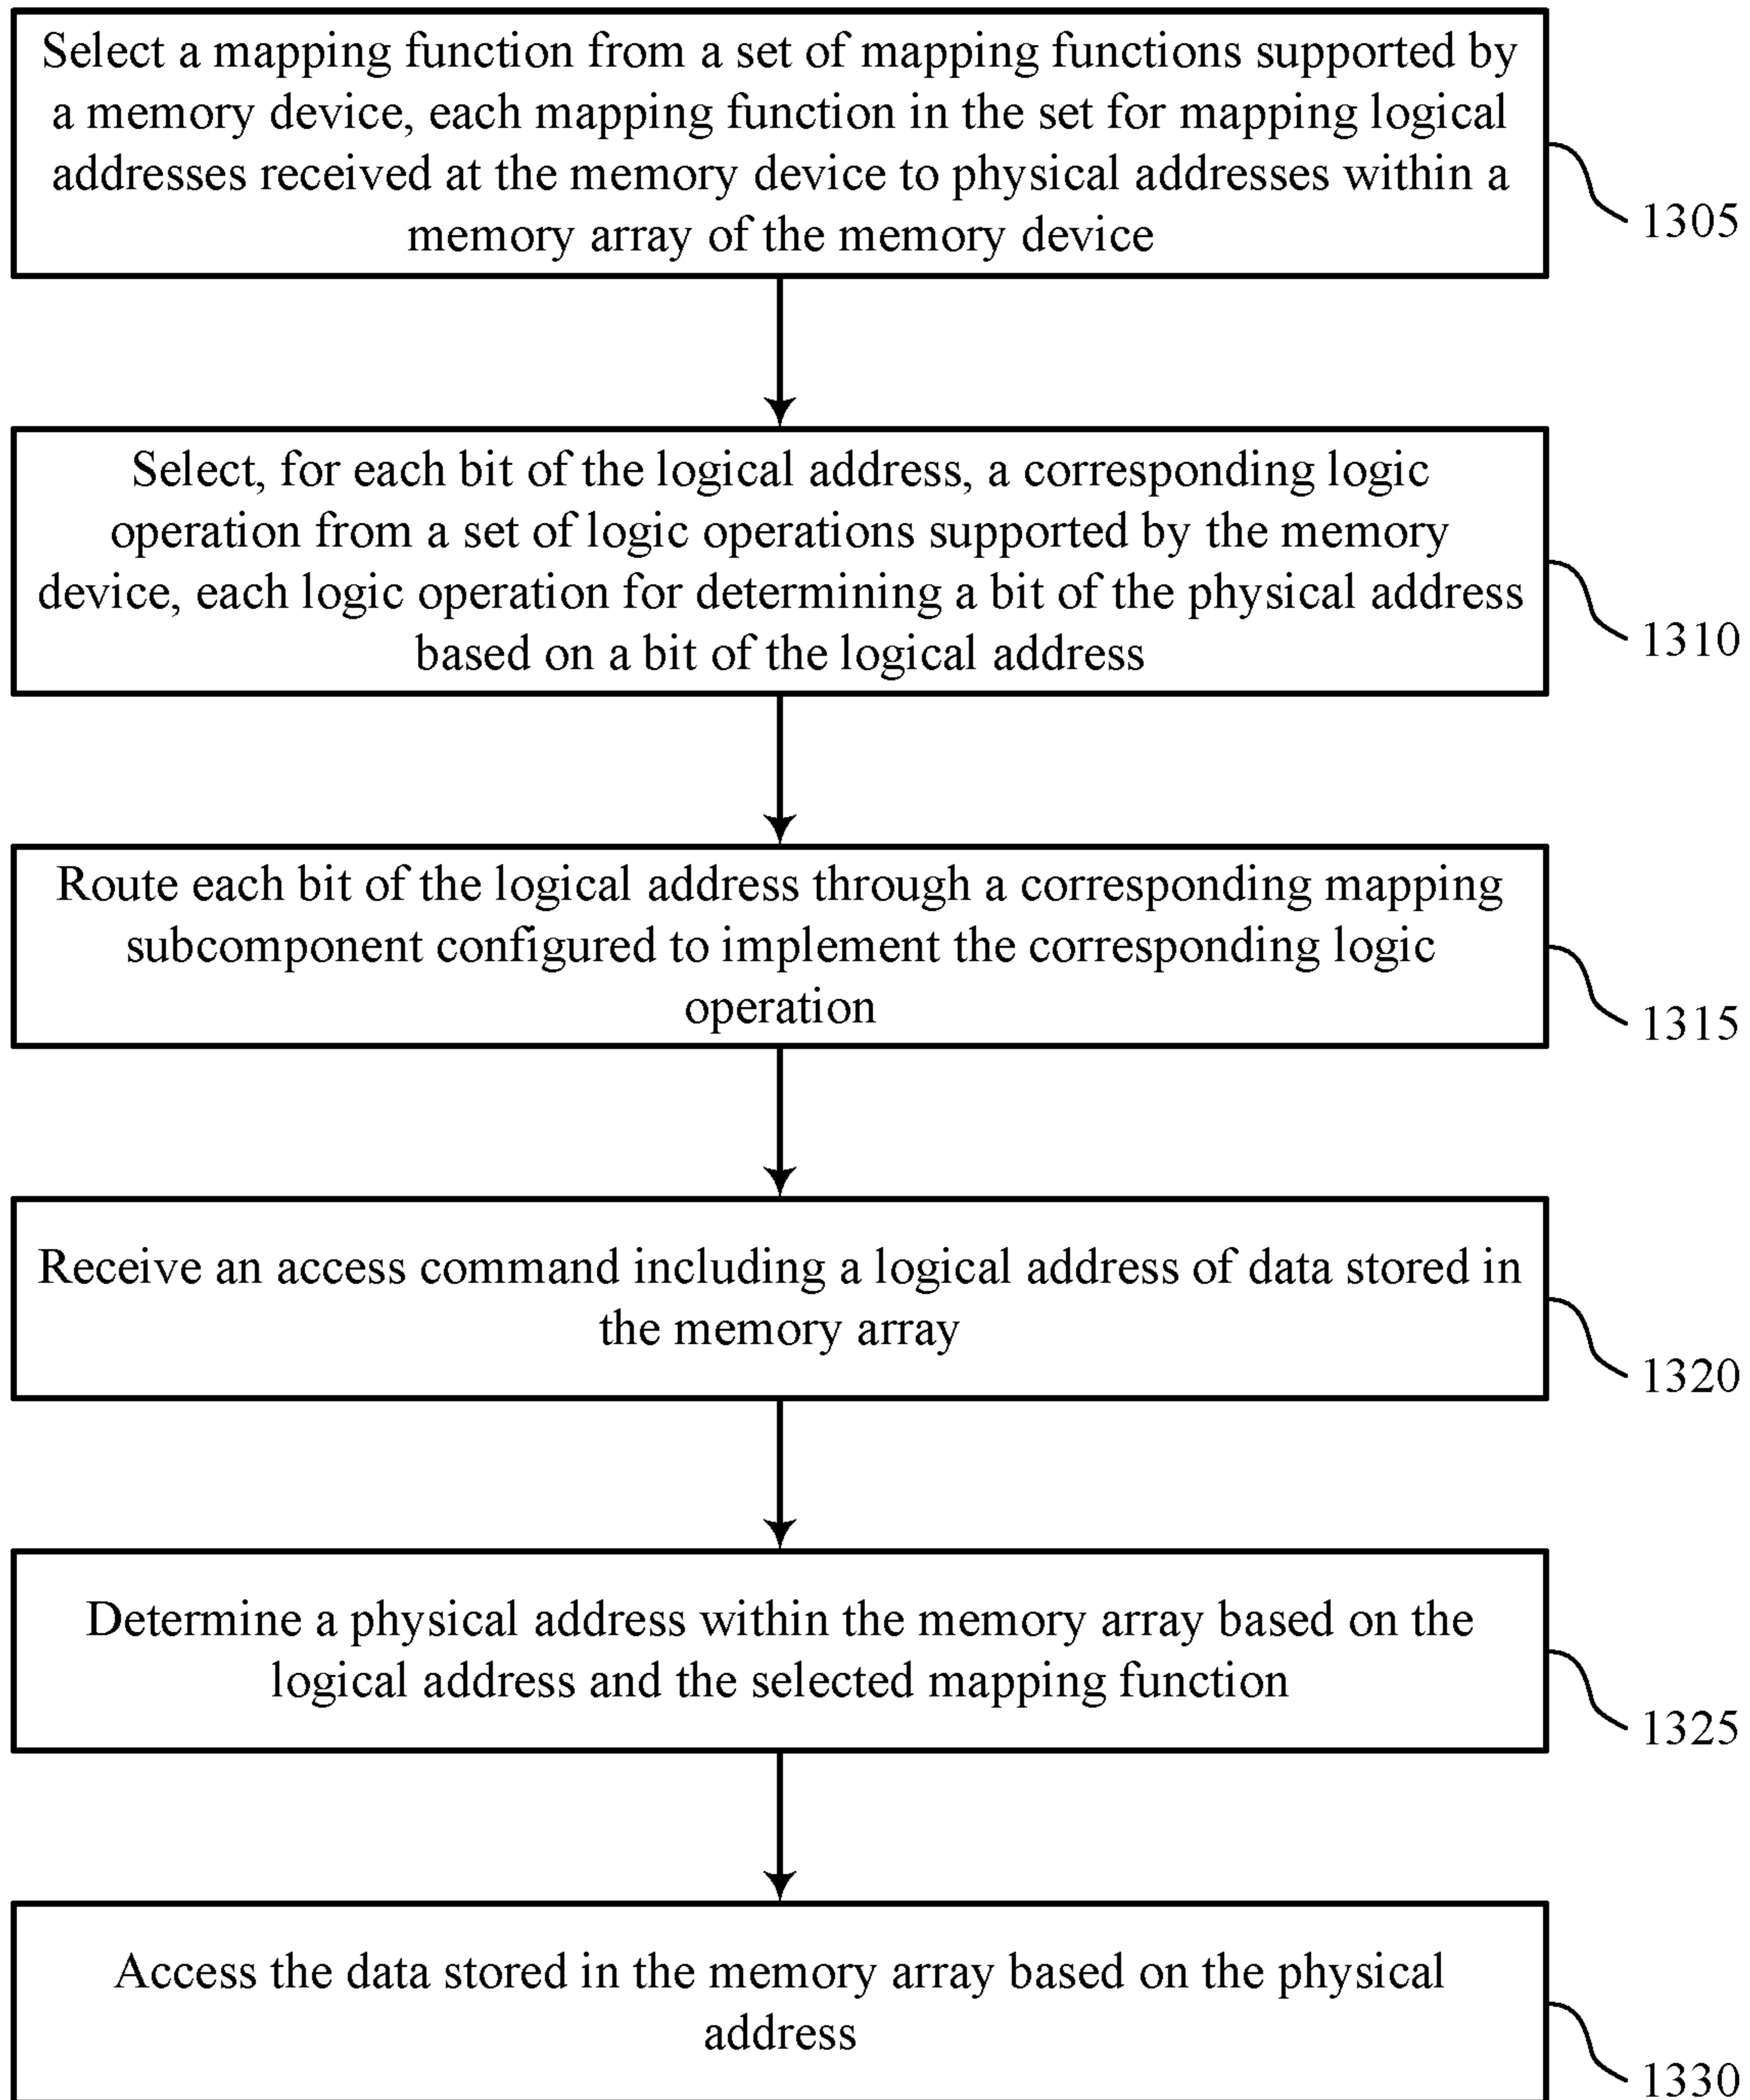 Select a mapping function from a set of mapping functions supported by
a memory device, each mapping function in the set for mapping logical
addresses received at the memory device to physical addresses within a
memory array of the memory device
1305
Select, for each bit of the logical address, a corresponding logic
operation from a set of logic operations supported by the memory
device, each logic operation for determining a bit of the physical address
based on a bit of the logical address
1310
Route each bit of the logical address through a corresponding mapping
subcomponent configured to implement the corresponding logic
operation
1315
Receive an access command including a logical address of data stored in
the memory array
1320
Determine a physical address within the memory array based on the
logical address and the selected mapping function
1325
Access the data stored in the memory array based on the physical
address
1330